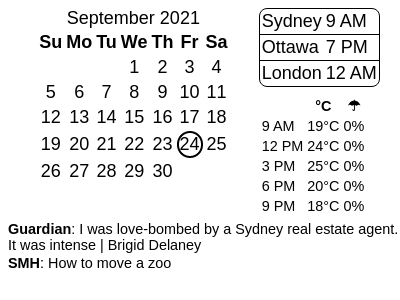 September 2021
Su Mo Tu We Th Fr Sa
1 2 3 4
5 6 7 8 9 10 11
12 13 14 15 16 17 18
19 20 21 22 23 24 25
26 27 28 29 30
Sydney 9 AM
Ottawa 7 PM
London 12 AM
°C ☂
9 AM 19°C 0%
12 PM 24°C 0%
3 PM 25°C 0%
6 PM 20°C 0%
9 PM 18°C 0%
Guardian: I was love-bombed by a Sydney real estate agent.
It was intense | Brigid Delaney
SMH: How to move a zoo